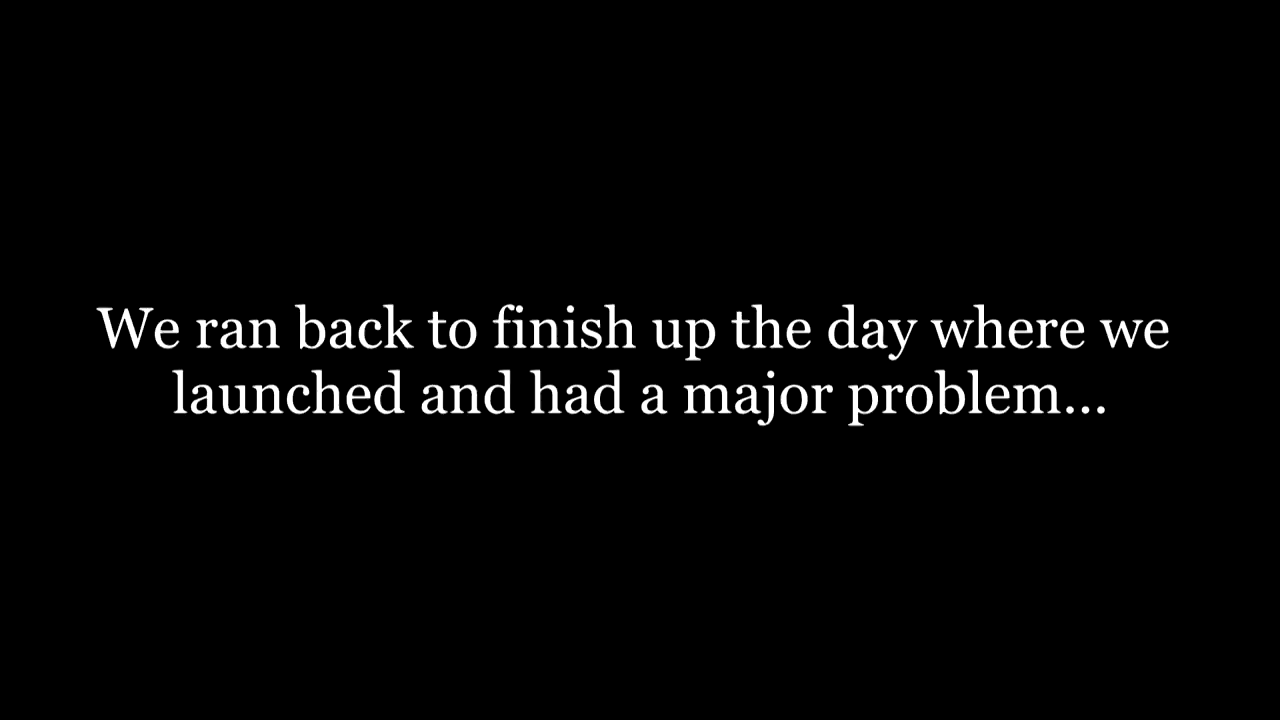 We ran back to finish up the day where we
launched and had a major problem...